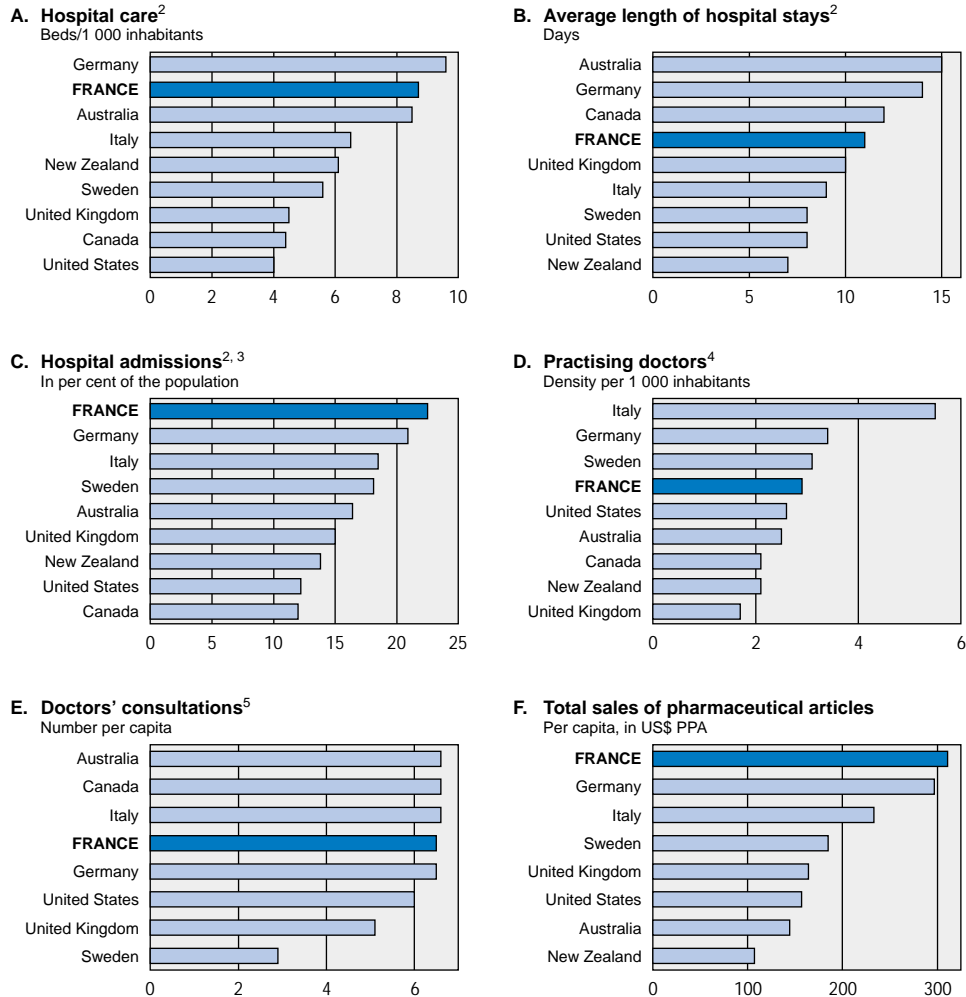 A. Hospital care2
Beds/1 000 inhabitants
Germany
FRANCE
Australia
Italy
New Zealand
Sweden
United Kingdom
Canada
United States
0 2 4 6 8 10
B. Average length of hospital stays2
Days
Australia
Germany
Canada
FRANCE
United Kingdom
Italy
Sweden
United States
New Zealand
0 5 10 15
C. Hospital admissions2, 3
In per cent of the population
FRANCE
Germany
Italy
Sweden
Australia
United Kingdom
New Zealand
United States
Canada
0 5 10 15 20 25
D. Practising doctors4
Density per 1 000 inhabitants
Italy
Germany
Sweden
FRANCE
United States
Australia
Canada
New Zealand
United Kingdom
0 2 4 6
E. Doctors’ consultations5
Number per capita
Australia
Canada
Italy
FRANCE
Germany
United States
United Kingdom
Sweden
0 2 4 6
F. Total sales of pharmaceutical articles
Per capita, in US$ PPA
FRANCE
Germany
Italy
Sweden
United Kingdom
United States
Australia
New Zealand
0 100 200 300